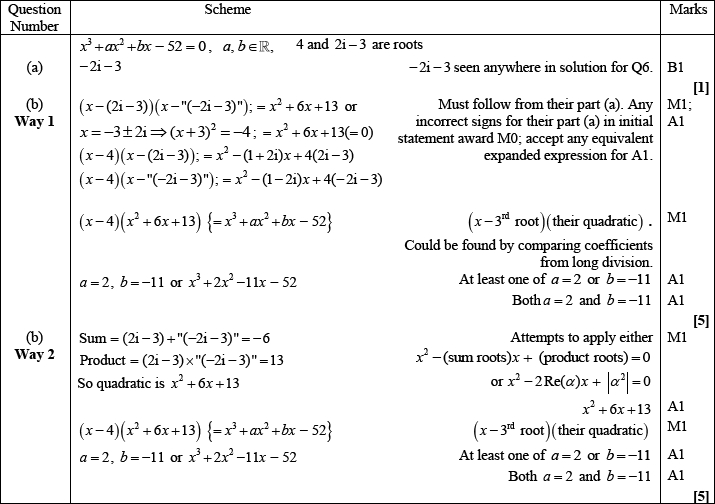 Question Number Scheme Marks
x³+ax²+bx−52=0, a,b∈ℝ, 4 and 2i−3 are roots
(a) −2i−3 −2i−3 seen anywhere in solution for Q6. B1
[1]
(b) (x−(2i−3))(x−"(−2i−3)"); = x²+6x+13 or Must follow from their part (a). Any M1;
Way 1 x=−3±2i ⇒ (x+3)²=−4; = x²+6x+13(=0) incorrect signs for their part (a) in initial A1
(x−4)(x−(2i−3)); = x²−(1+2i)x+4(2i−3) statement award M0; accept any equivalent
expanded expression for A1.
(x−4)(x−"(−2i−3)"); = x²−(1−2i)x+4(−2i−3)
(x−4)(x²+6x+13) {=x³+ax²+bx−52} (x−3ʳᵈ root)(their quadratic). M1
Could be found by comparing coefficients
from long division.
a=2, b=−11 or x³+2x²−11x−52 At least one of a=2 or b=−11 A1
Both a=2 and b=−11 A1
[5]
(b) Sum = (2i−3)+"(−2i−3)"=−6 Attempts to apply either M1
Way 2 Product = (2i−3)×"(−2i−3)"=13 x²−(sum roots)x + (product roots)=0
So quadratic is x²+6x+13 or x²−2Re(α)x+|α²|=0
x²+6x+13 A1
(x−4)(x²+6x+13) {=x³+ax²+bx−52} (x−3ʳᵈ root)(their quadratic) M1
a=2, b=−11 or x³+2x²−11x−52 At least one of a=2 or b=−11 A1
Both a=2 and b=−11 A1
[5]